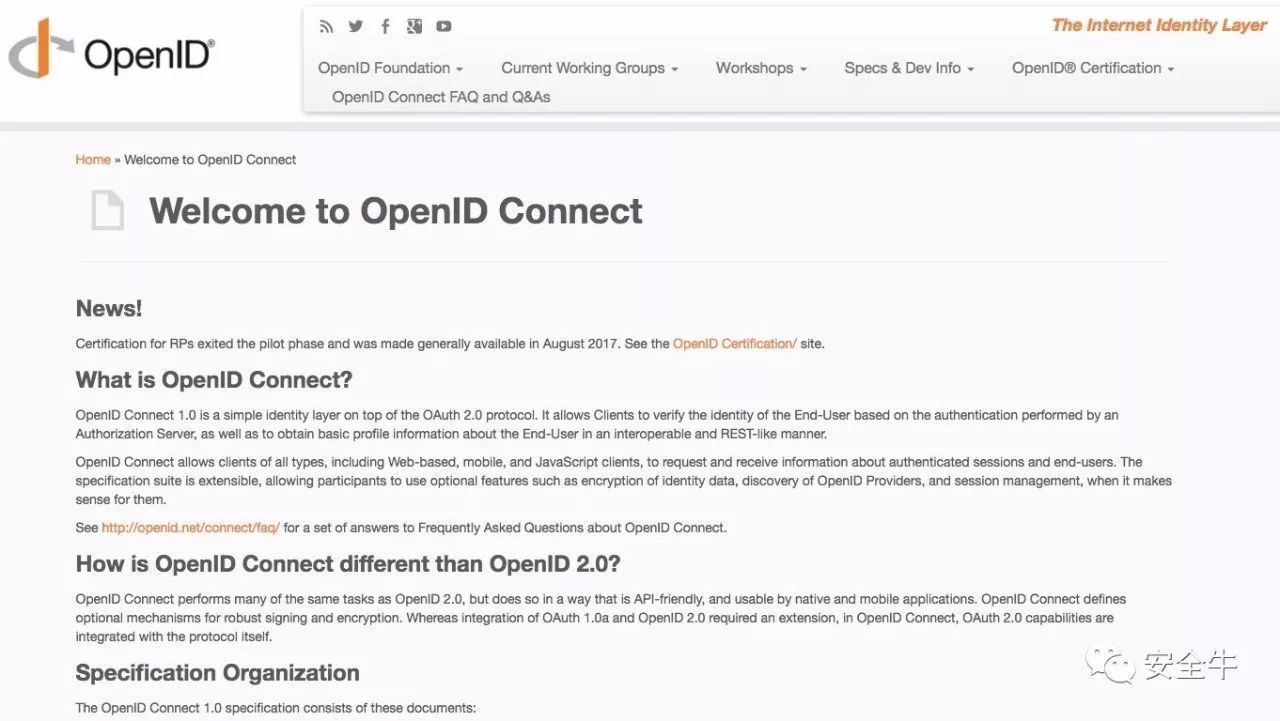 OpenID®
The Internet Identity Layer
OpenID Foundation
Current Working Groups
Workshops
Specs & Dev Info
OpenID® Certification
OpenID Connect FAQ and Q&As
Home » Welcome to OpenID Connect
Welcome to OpenID Connect
News!
Certification for RPs exited the pilot phase and was made generally available in August 2017. See the OpenID Certification/ site.
What is OpenID Connect?
OpenID Connect 1.0 is a simple identity layer on top of the OAuth 2.0 protocol. It allows Clients to verify the identity of the End-User based on the authentication performed by an
Authorization Server, as well as to obtain basic profile information about the End-User in an interoperable and REST-like manner.
OpenID Connect allows clients of all types, including Web-based, mobile, and JavaScript clients, to request and receive information about authenticated sessions and end-users. The
specification suite is extensible, allowing participants to use optional features such as encryption of identity data, discovery of OpenID Providers, and session management, when it makes
sense for them.
See http://openid.net/connect/faq/ for a set of answers to Frequently Asked Questions about OpenID Connect.
How is OpenID Connect different than OpenID 2.0?
OpenID Connect performs many of the same tasks as OpenID 2.0, but does so in a way that is API-friendly, and usable by native and mobile applications. OpenID Connect defines
optional mechanisms for robust signing and encryption. Whereas integration of OAuth 1.0a and OpenID 2.0 required an extension, in OpenID Connect, OAuth 2.0 capabilities are
integrated with the protocol itself.
Specification Organization
The OpenID Connect 1.0 specification consists of these documents:
安全牛